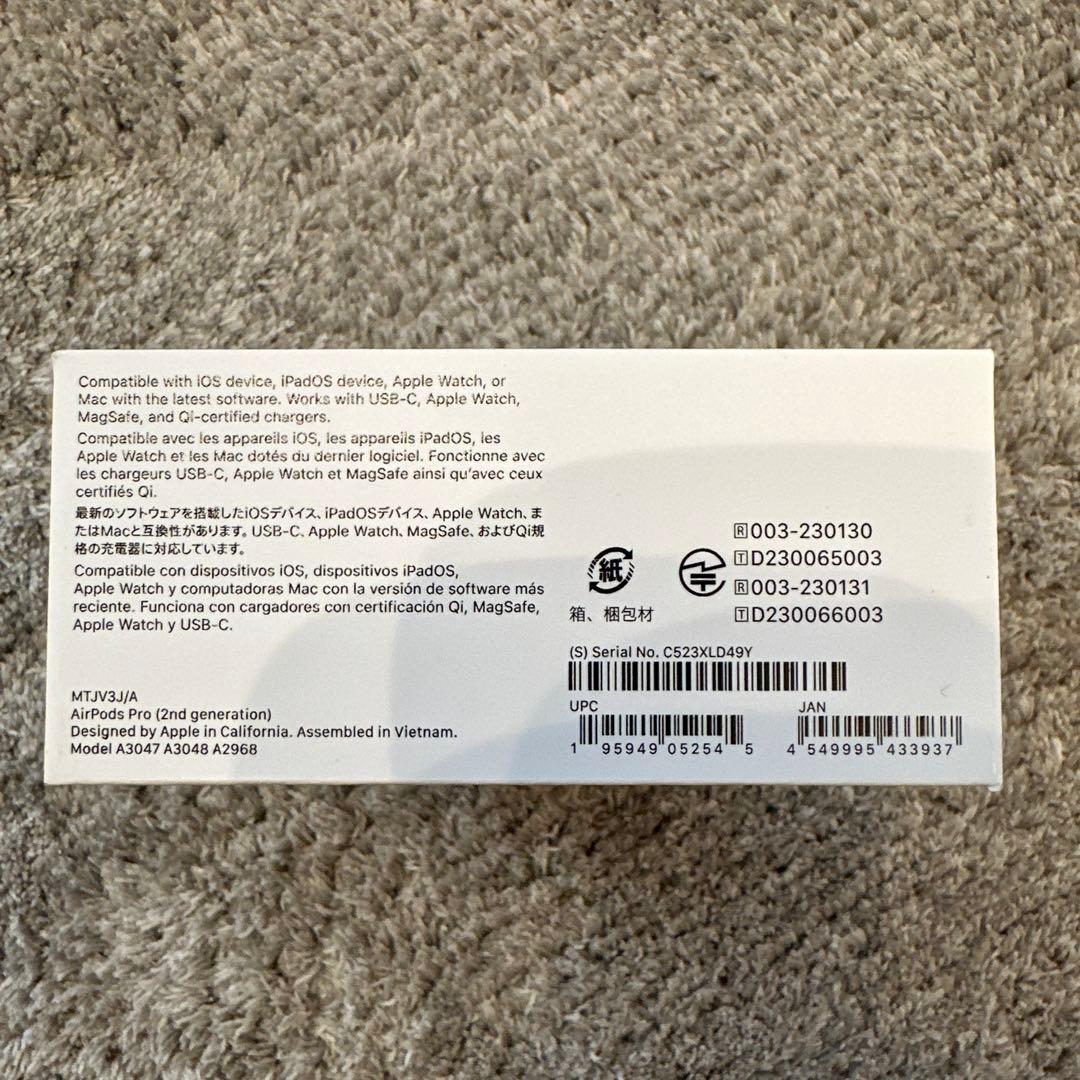 Compatible with iOS device, iPadOS device, Apple Watch, or
Mac with the latest software. Works with USB-C, Apple Watch,
MagSafe, and Qi-certified chargers.
Compatible avec les appareils iOS, les appareils iPadOS, les
Apple Watch et les Mac dotés du dernier logiciel. Fonctionne avec
les chargeurs USB-C, Apple Watch et MagSafe ainsi qu'avec ceux
certifiés Qi.
最新のソフトウェアを搭載したiOSデバイス、iPadOSデバイス、Apple Watch、ま
たはMacと互換性があります。USB-C、Apple Watch、MagSafe、およびQi規
格の充電器に対応しています。
Compatible con dispositivos iOS, dispositivos iPadOS,
Apple Watch y computadoras Mac con la versión de software más
reciente. Funciona con cargadores con certificación Qi, MagSafe,
Apple Watch y USB-C.
MTJV3J/A
AirPods Pro (2nd generation)
Designed by Apple in California. Assembled in Vietnam.
Model A3047 A3048 A2968
紙
箱、梱包材
R 003-230130
T D230065003
R 003-230131
T D230066003
(S) Serial No. C523XLD49Y
UPC
1 95949 05254 5
JAN
4 549995 433937